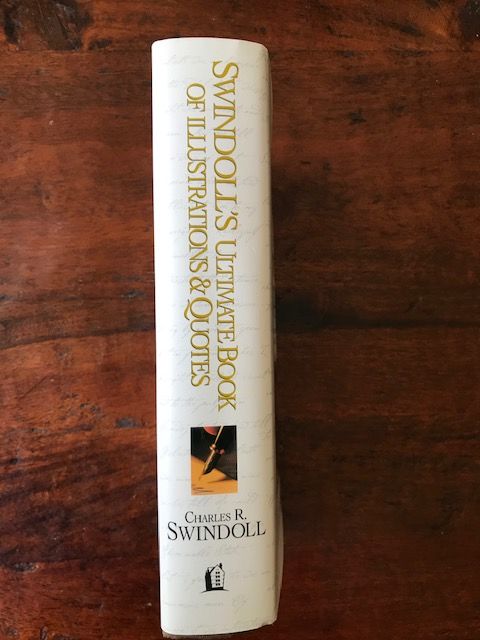 SWINDOLL'S ULTIMATE BOOK
OF ILLUSTRATIONS & QUOTES
CHARLES R.
SWINDOLL